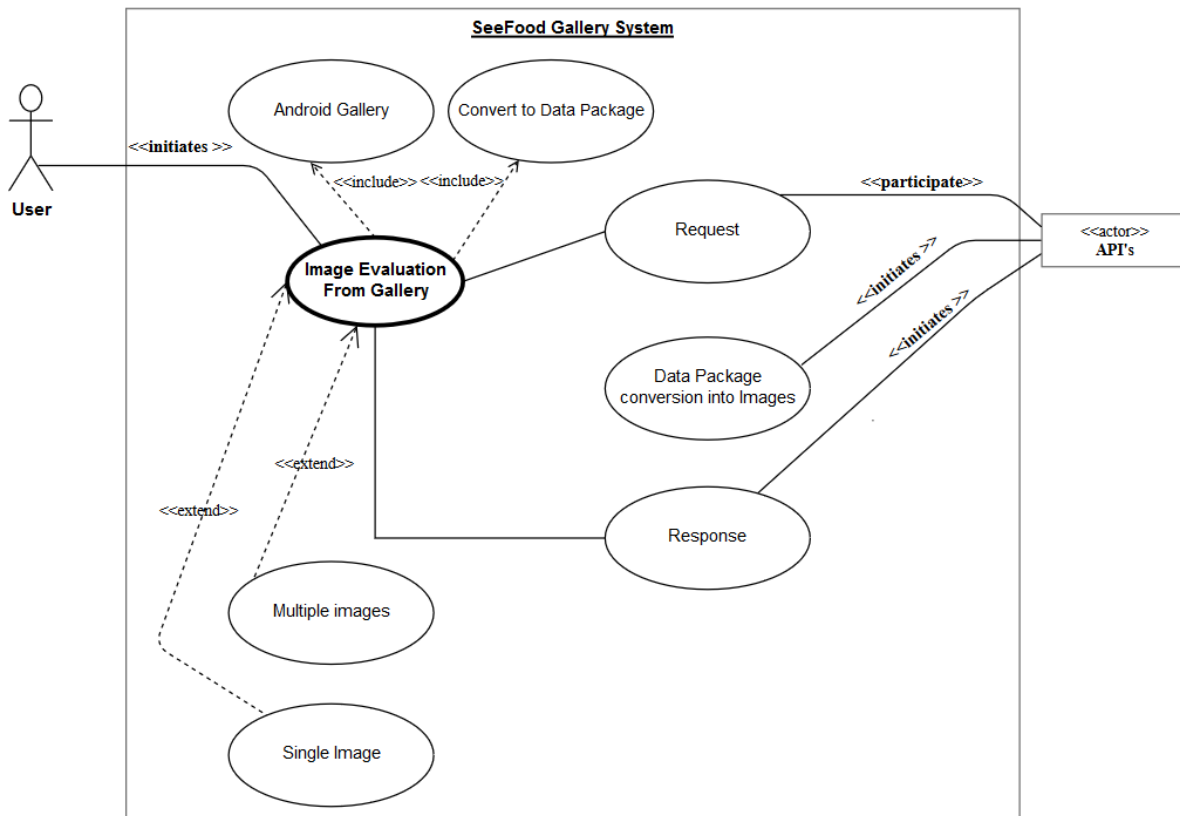 SeeFood Gallery System
Android Gallery
Convert to Data Package
<<initiates >>
User
<<include>>
<<include>>
<<participate>>
Request
<<actor>>
API's
Image Evaluation
From Gallery
<<initiates >>
<<initiates >>
Data Package
conversion into Images
<<extend>>
<<extend>>
Response
Multiple images
Single Image